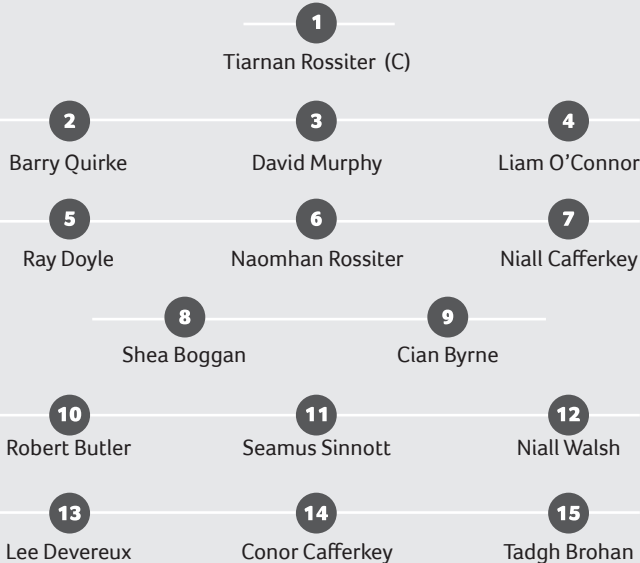 1
Tiarnan Rossiter (C)
2 3 4
Barry Quirke David Murphy Liam O'Connor
5 6 7
Ray Doyle Naomhan Rossiter Niall Cafferkey
8 9
Shea Boggan Cian Byrne
10 11 12
Robert Butler Seamus Sinnott Niall Walsh
13 14 15
Lee Devereux Conor Cafferkey Tadgh Brohan